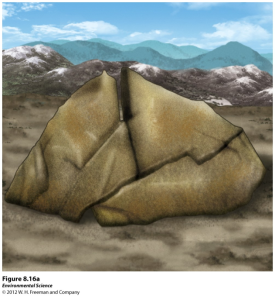 Figure 8.16a
Environmental Science
© 2012 W. H. Freeman and Company